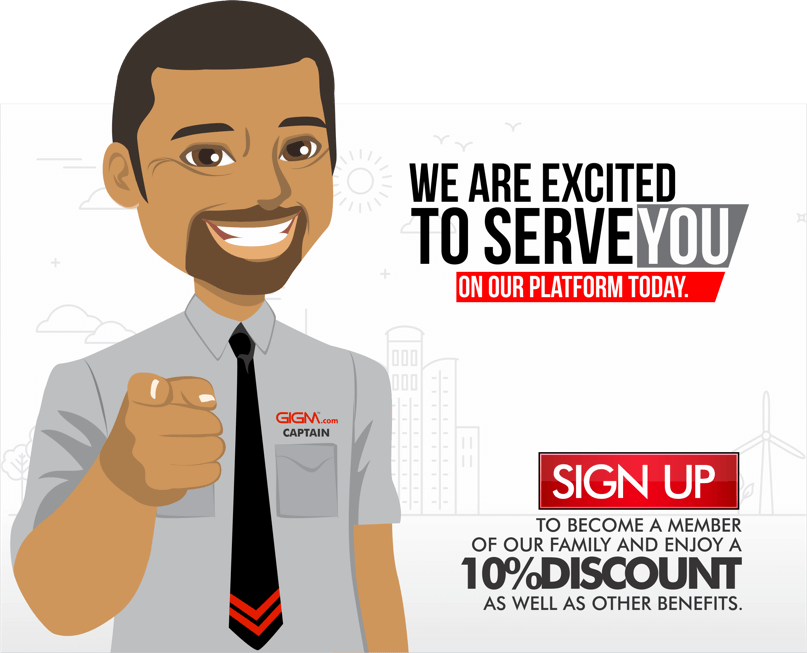 WE ARE EXCITED
TO SERVE YOU
ON OUR PLATFORM TODAY.
GIGM™.com
CAPTAIN
SIGN UP
TO BECOME A MEMBER
OF OUR FAMILY AND ENJOY A
10% DISCOUNT
AS WELL AS OTHER BENEFITS.